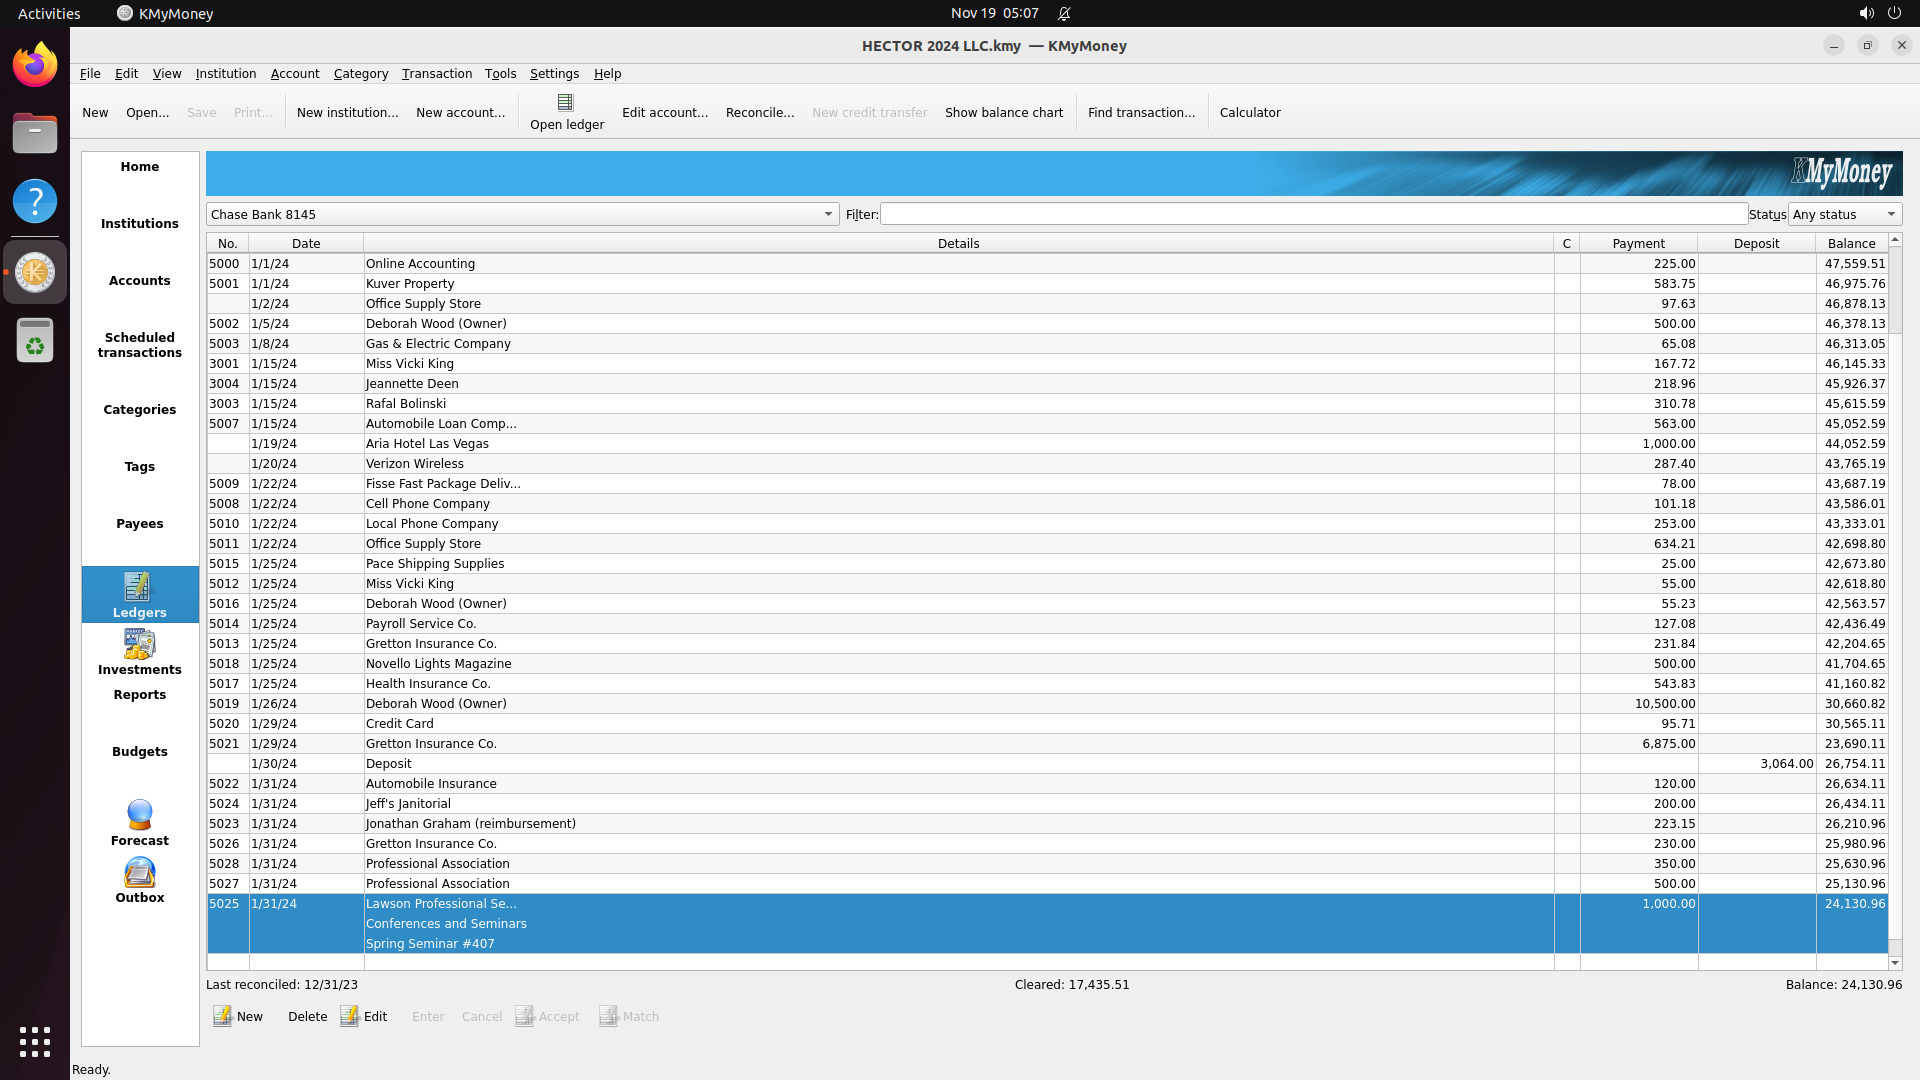 Activities KMyMoney Nov 19 05:07
HECTOR 2024 LLC.kmy — KMyMoney
File Edit View Institution Account Category Transaction Tools Settings Help
New Open... Save Print... New institution... New account... Open ledger Edit account... Reconcile... New credit transfer Show balance chart Find transaction... Calculator
Home
Institutions
Accounts
Scheduled
transactions
Categories
Tags
Payees
Ledgers
Investments
Reports
Budgets
Forecast
Outbox
KMyMoney
Chase Bank 8145 Filter: Status Any status
No. Date Details C Payment Deposit Balance
5000 1/1/24 Online Accounting 225.00 47,559.51
5001 1/1/24 Kuver Property 583.75 46,975.76
1/2/24 Office Supply Store 97.63 46,878.13
5002 1/5/24 Deborah Wood (Owner) 500.00 46,378.13
5003 1/8/24 Gas & Electric Company 65.08 46,313.05
3001 1/15/24 Miss Vicki King 167.72 46,145.33
3004 1/15/24 Jeannette Deen 218.96 45,926.37
3003 1/15/24 Rafal Bolinski 310.78 45,615.59
5007 1/15/24 Automobile Loan Comp... 563.00 45,052.59
1/19/24 Aria Hotel Las Vegas 1,000.00 44,052.59
1/20/24 Verizon Wireless 287.40 43,765.19
5009 1/22/24 Fisse Fast Package Deliv... 78.00 43,687.19
5008 1/22/24 Cell Phone Company 101.18 43,586.01
5010 1/22/24 Local Phone Company 253.00 43,333.01
5011 1/22/24 Office Supply Store 634.21 42,698.80
5015 1/25/24 Pace Shipping Supplies 25.00 42,673.80
5012 1/25/24 Miss Vicki King 55.00 42,618.80
5016 1/25/24 Deborah Wood (Owner) 55.23 42,563.57
5014 1/25/24 Payroll Service Co. 127.08 42,436.49
5013 1/25/24 Gretton Insurance Co. 231.84 42,204.65
5018 1/25/24 Novello Lights Magazine 500.00 41,704.65
5017 1/25/24 Health Insurance Co. 543.83 41,160.82
5019 1/26/24 Deborah Wood (Owner) 10,500.00 30,660.82
5020 1/29/24 Credit Card 95.71 30,565.11
5021 1/29/24 Gretton Insurance Co. 6,875.00 23,690.11
1/30/24 Deposit 3,064.00 26,754.11
5022 1/31/24 Automobile Insurance 120.00 26,634.11
5024 1/31/24 Jeff's Janitorial 200.00 26,434.11
5023 1/31/24 Jonathan Graham (reimbursement) 223.15 26,210.96
5026 1/31/24 Gretton Insurance Co. 230.00 25,980.96
5028 1/31/24 Professional Association 350.00 25,630.96
5027 1/31/24 Professional Association 500.00 25,130.96
5025 1/31/24 Lawson Professional Se... 1,000.00 24,130.96
Conferences and Seminars
Spring Seminar #407
Last reconciled: 12/31/23 Cleared: 17,435.51 Balance: 24,130.96
New Delete Edit Enter Cancel Accept Match
Ready.